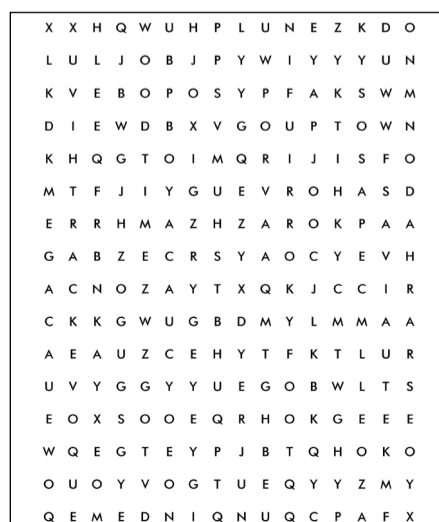 X X H Q W U H P L U N E Z K D O
L U L J O B J P Y W I Y Y Y U N
K V E B O P O S Y P F A K S W M
D I E W D B X V G O U P T O W N
K H Q G T O I M Q R I J I S F O
M T F J I Y G U E V R O H A S D
E R R H M A Z H Z A R O K P A A
G A B Z E C R S Y A O C Y E V H
A C N O Z A Y T X Q K J C C I R
C K K G W U G B D M Y L M M A A
A E A U Z C E H Y T F K T L U R
U V Y G G Y Y U E G O B W L T S
E O X S O O E Q R H O K G E E E
W Q E G T E Y P J B T Q H O K O
O U O Y V O G T U E Q Y Y Z M Y
Q E M E D N I Q N U Q C P A F X